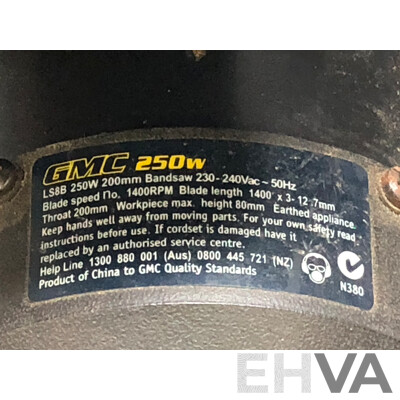 GMC 250W
LS8B 250W 200mm Bandsaw 230-240Vac ~ 50Hz
Blade speed no. 1400RPM Blade length 1400 x 3-12.7mm
Throat 200mm. Workpiece max. height 80mm Earthed appliance.
Keep hands well away from moving parts. For your own safety read
instructions before use. If cordset is damaged have it
replaced by an authorised service centre.
Help Line 1300 880 001 (Aus) 0800 445 721 (NZ)
Product of China to GMC Quality Standards
N380
EHVA